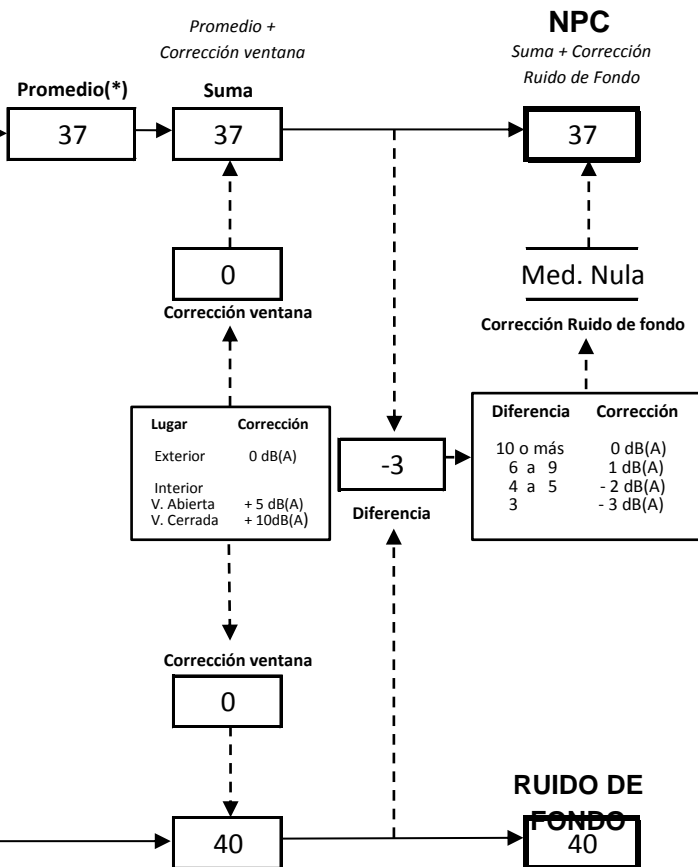 Promedio +
Corrección ventana
NPC
Suma + Corrección
Ruido de Fondo
Promedio(*)
Suma
37
37
37
0
Corrección ventana
Med. Nula
Corrección Ruido de fondo
Lugar Corrección
Exterior 0 dB(A)
Interior
V. Abierta + 5 dB(A)
V. Cerrada + 10dB(A)
-3
Diferencia
Diferencia Corrección
10 o más 0 dB(A)
6 a 9 1 dB(A)
4 a 5 - 2 dB(A)
3 - 3 dB(A)
Corrección ventana
0
RUIDO DE
FONDO
40
40